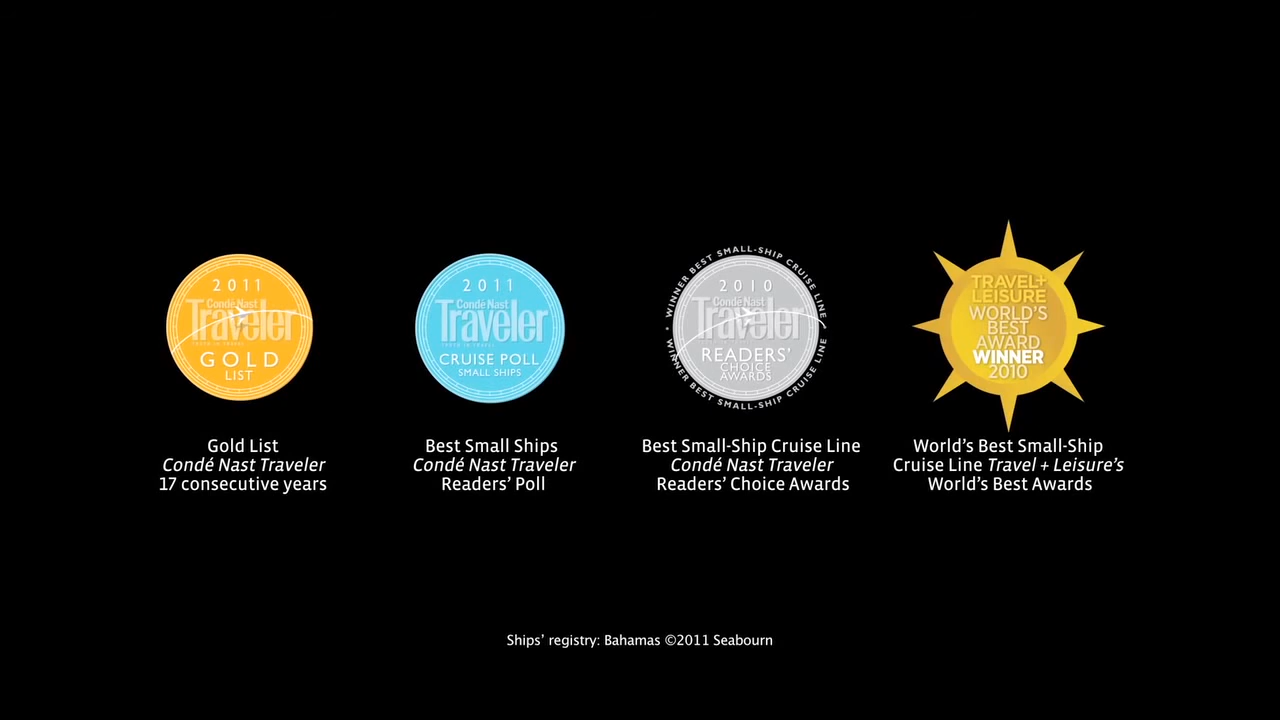 2011
Condé Nast
Traveler
TRUTH IN TRAVEL
GOLD
LIST
Gold List
Condé Nast Traveler
17 consecutive years
2011
Condé Nast
Traveler
CRUISE POLL
SMALL SHIPS
Best Small Ships
Condé Nast Traveler
Readers’ Poll
WINNER BEST SMALL-SHIP CRUISE LINE
2010
Condé Nast
Traveler
READERS’
CHOICE
AWARDS
WINNER BEST SMALL-SHIP CRUISE LINE
Best Small-Ship Cruise Line
Condé Nast Traveler
Readers’ Choice Awards
TRAVEL+
LEISURE
WORLD’S
BEST
AWARD
WINNER
2010
World’s Best Small-Ship
Cruise Line Travel + Leisure’s
World’s Best Awards
Ships’ registry: Bahamas ©2011 Seabourn